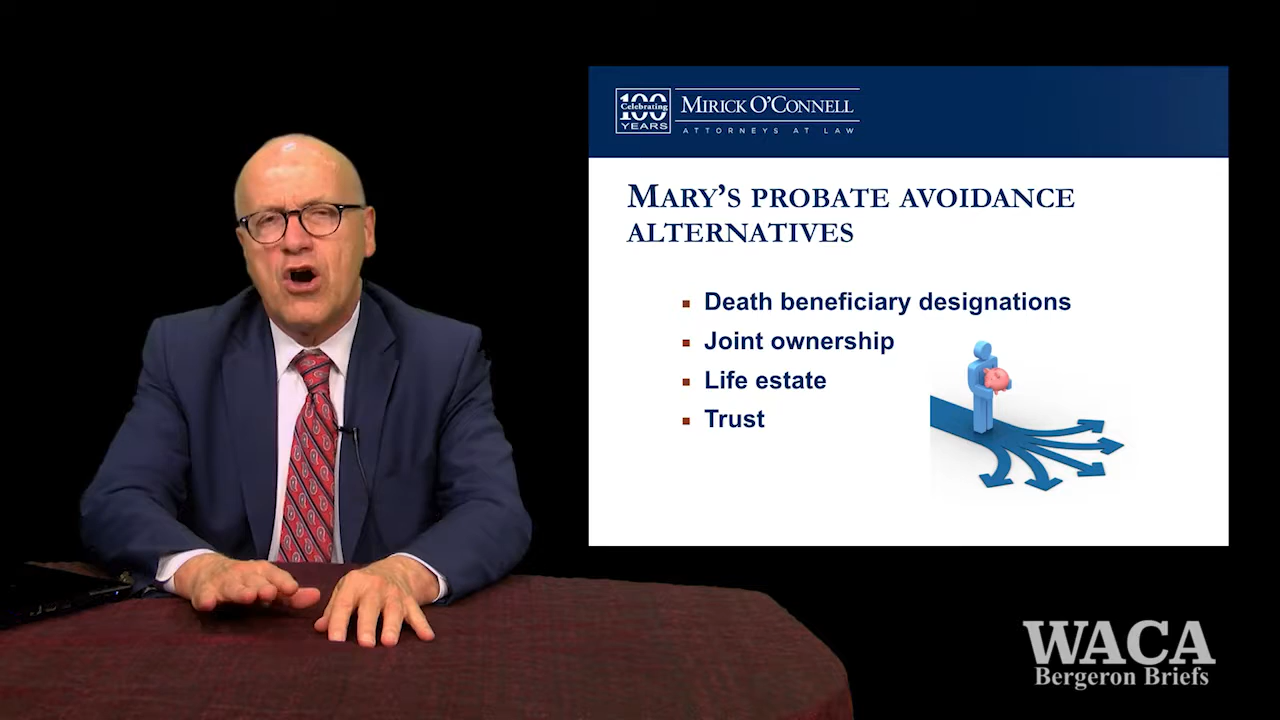 Celebrating
100
YEARS
MIRICK O'CONNELL
ATTORNEYS AT LAW
MARY'S PROBATE AVOIDANCE
ALTERNATIVES
Death beneficiary designations
Joint ownership
Life estate
Trust
WACA
Bergeron Briefs